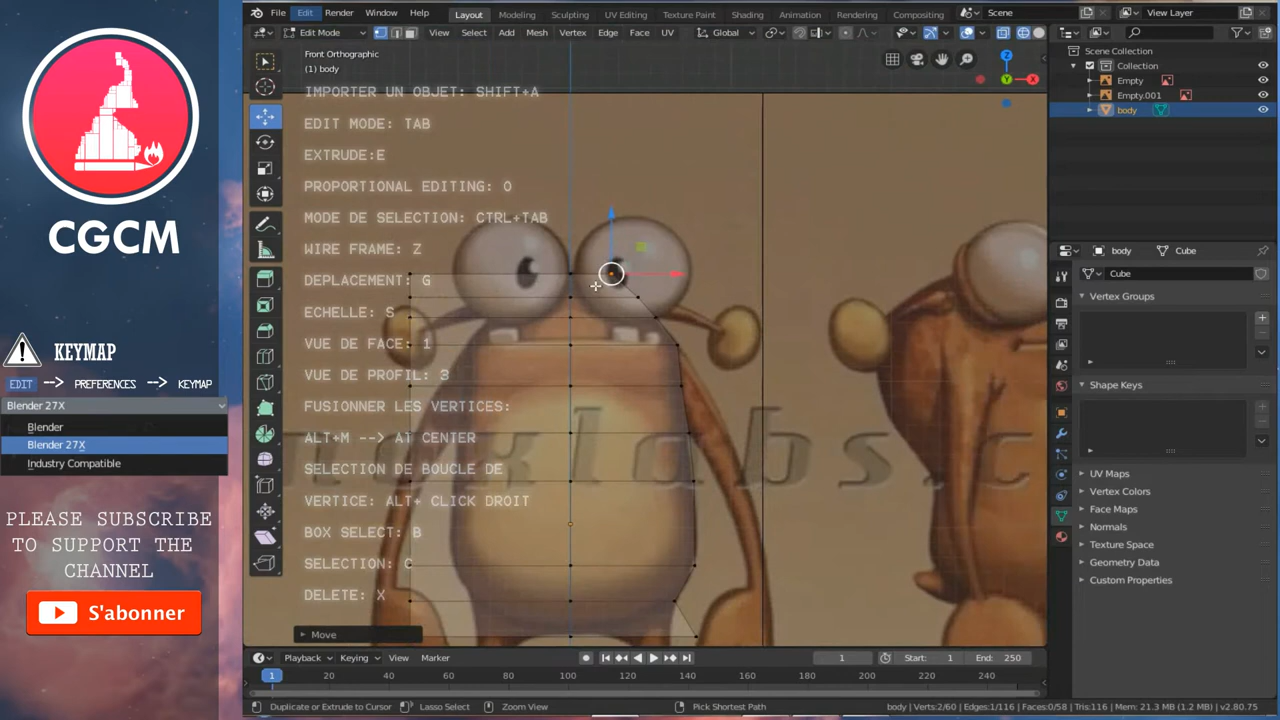 CGCM
KEYMAP
EDIT --> PREFERENCES --> KEYMAP
Blender 27X
Blender
Blender 27X
Industry Compatible
PLEASE SUBSCRIBE
TO SUPPORT THE
CHANNEL
S'abonner
File Edit Render Window Help
Layout Modeling Sculpting UV Editing Texture Paint Shading Animation Rendering Compositing
Scene
View Layer
Edit Mode
View Select Add Mesh Vertex Edge Face UV
Global
Front Orthographic
(1) body
IMPORTER UN OBJET: SHIFT+A
EDIT MODE: TAB
EXTRUDE:E
PROPORTIONAL EDITING: O
MODE DE SELECTION: CTRL+TAB
WIRE FRAME: Z
DEPLACEMENT: G
ECHELLE: S
VUE DE FACE: 1
VUE DE PROFIL: 3
FUSIONNER LES VERTICES:
ALT+M --> AT CENTER
SELECTION DE BOUCLE DE
VERTICE: ALT+ CLICK DROIT
BOX SELECT: B
SELECTION: C
DELETE: X
Z
X
Y
Move
Scene Collection
Collection
Empty
Empty.001
body
body
Cube
Cube
Vertex Groups
Shape Keys
UV Maps
Vertex Colors
Face Maps
Normals
Texture Space
Geometry Data
Custom Properties
Playback Keying View Marker
1
Start: 1
End: 250
1 20 40 60 80 100 120 140 160 180 200 220 240
Duplicate or Extrude to Cursor
Lasso Select
Zoom View
Pick Shortest Path
body | Verts:2/60 | Edges:1/116 | Faces:0/58 | Tris:116 | Mem: 21.3 MB (1.2 MB) | v2.80.75